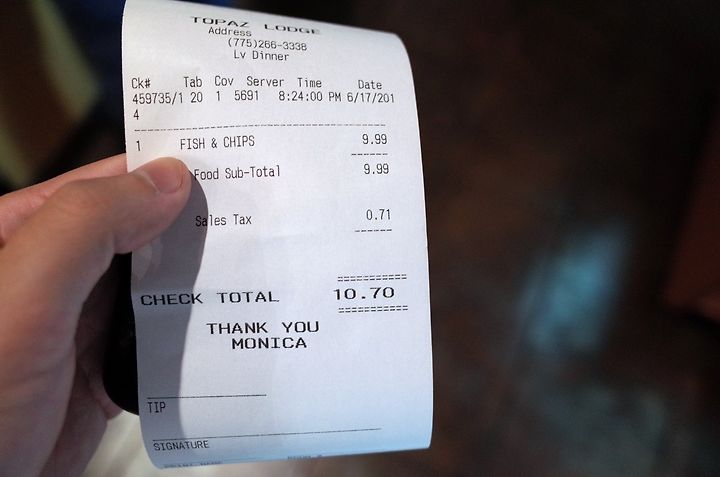 TOPAZ LODGE
Address
(775)266-3338
Lv Dinner
Ck# Tab Cov Server Time Date
459735/1 20 1 5691 8:24:00 PM 6/17/201
4
1 FISH & CHIPS 9.99
Food Sub-Total 9.99
Sales Tax 0.71
CHECK TOTAL 10.70
THANK YOU
MONICA
TIP
SIGNATURE